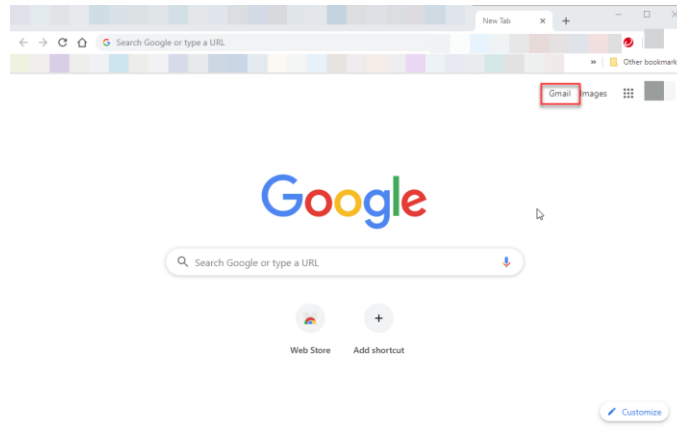 New Tab
Search Google or type a URL
Other bookmark
Gmail Images
Google
Search Google or type a URL
Web Store Add shortcut
Customize